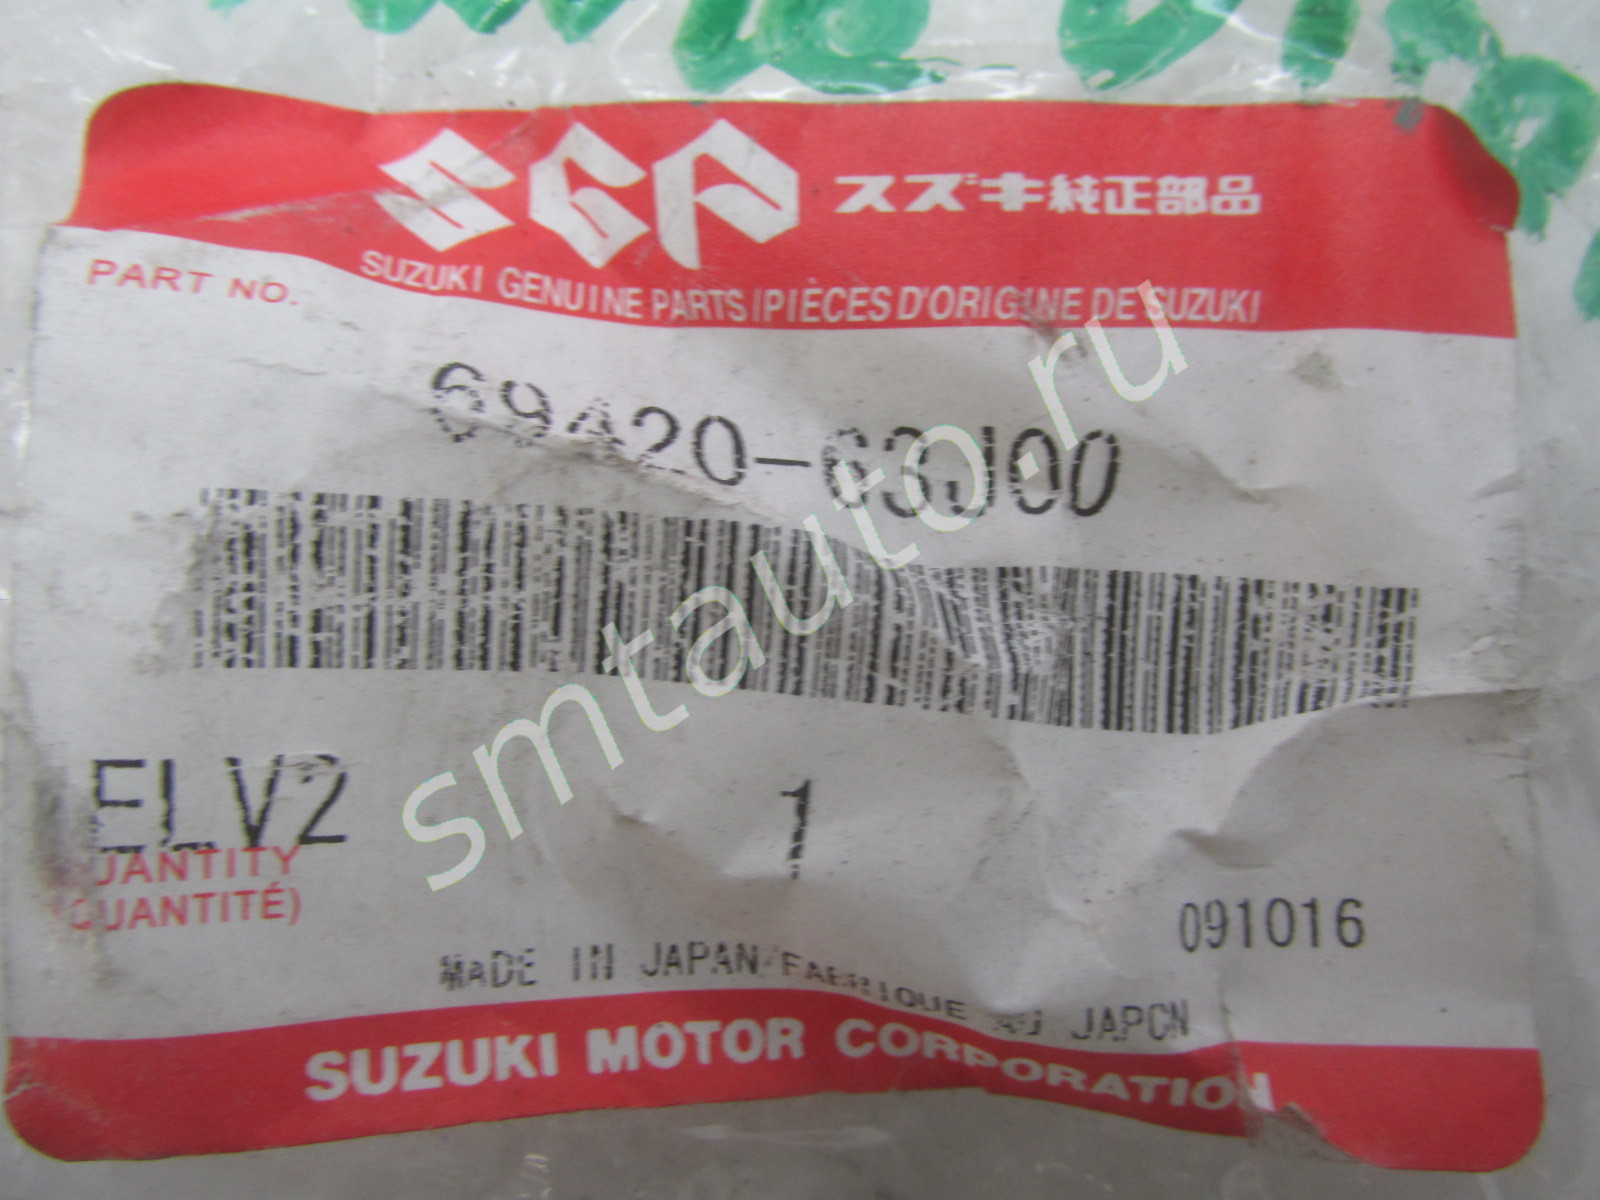 SGP スズキ純正部品
SUZUKI GENUINE PARTS / PIÈCES D'ORIGINE DE SUZUKI
PART NO.
69420-63J00
ELV2 1
QUANTITY
(QUANTITÉ)
091016
MADE IN JAPAN/FABRIQUE AU JAPON
SUZUKI MOTOR CORPORATION
smtauto.ru